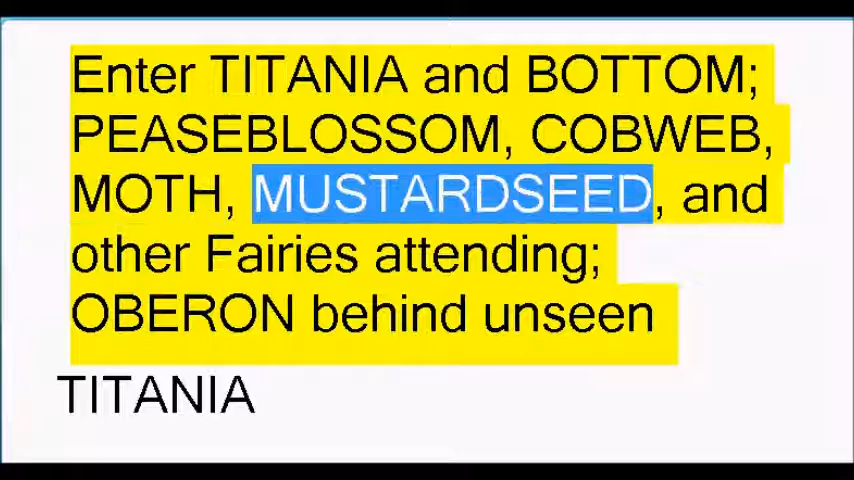 Enter TITANIA and BOTTOM;
PEASEBLOSSOM, COBWEB,
MOTH, MUSTARDSEED, and
other Fairies attending;
OBERON behind unseen
TITANIA